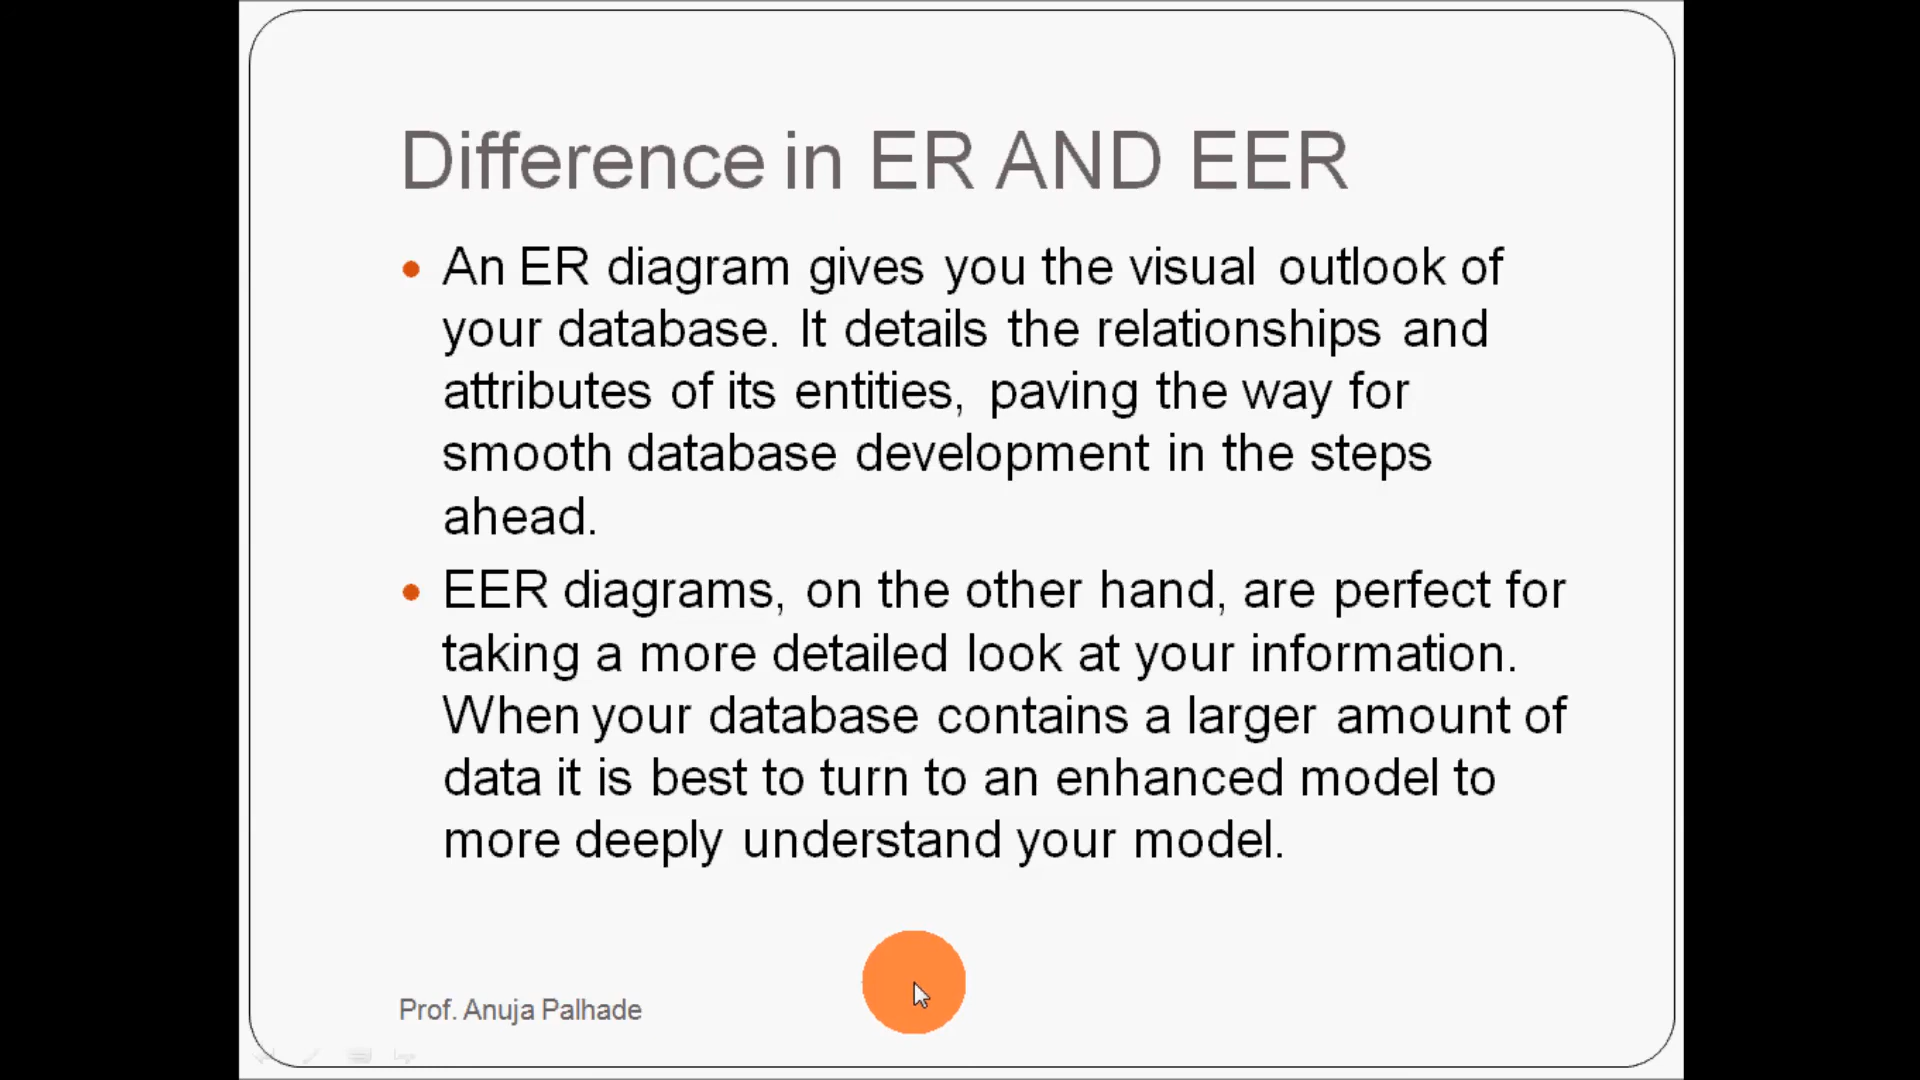 Difference in ER AND EER
• An ER diagram gives you the visual outlook of
your database. It details the relationships and
attributes of its entities, paving the way for
smooth database development in the steps
ahead.
• EER diagrams, on the other hand, are perfect for
taking a more detailed look at your information.
When your database contains a larger amount of
data it is best to turn to an enhanced model to
more deeply understand your model.
Prof. Anuja Palhade